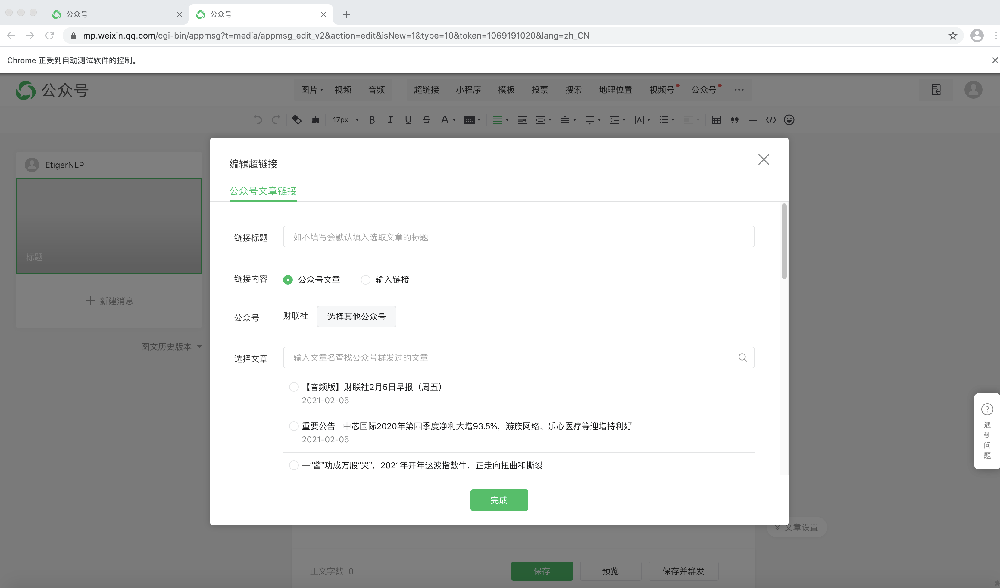 公众号
公众号
mp.weixin.qq.com/cgi-bin/appmsg?t=media/appmsg_edit_v2&action=edit&isNew=1&type=10&token=1069191020&lang=zh_CN
Chrome 正受到自动测试软件的控制。
公众号
图片 视频 音频 超链接 小程序 模板 投票 搜索 地理位置 视频号 公众号 •••
17px B I U S A ab |A| </>
EtigerNLP
标题
新建消息
图文历史版本
编辑超链接
公众号文章链接
链接标题 如不填写会默认填入选取文章的标题
链接内容 公众号文章 输入链接
公众号 财联社 选择其他公众号
选择文章 输入文章名查找公众号群发过的文章
【音频版】财联社2月5日早报（周五）
2021-02-05
重要公告 | 中芯国际2020年第四季度净利大增93.5%，游族网络、乐心医疗等迎增持利好
2021-02-05
一“酱”功成万股“哭”，2021年开年这波指数牛，正走向扭曲和撕裂
完成
遇到问题
文章设置
正文字数 0
保存 预览 保存并群发